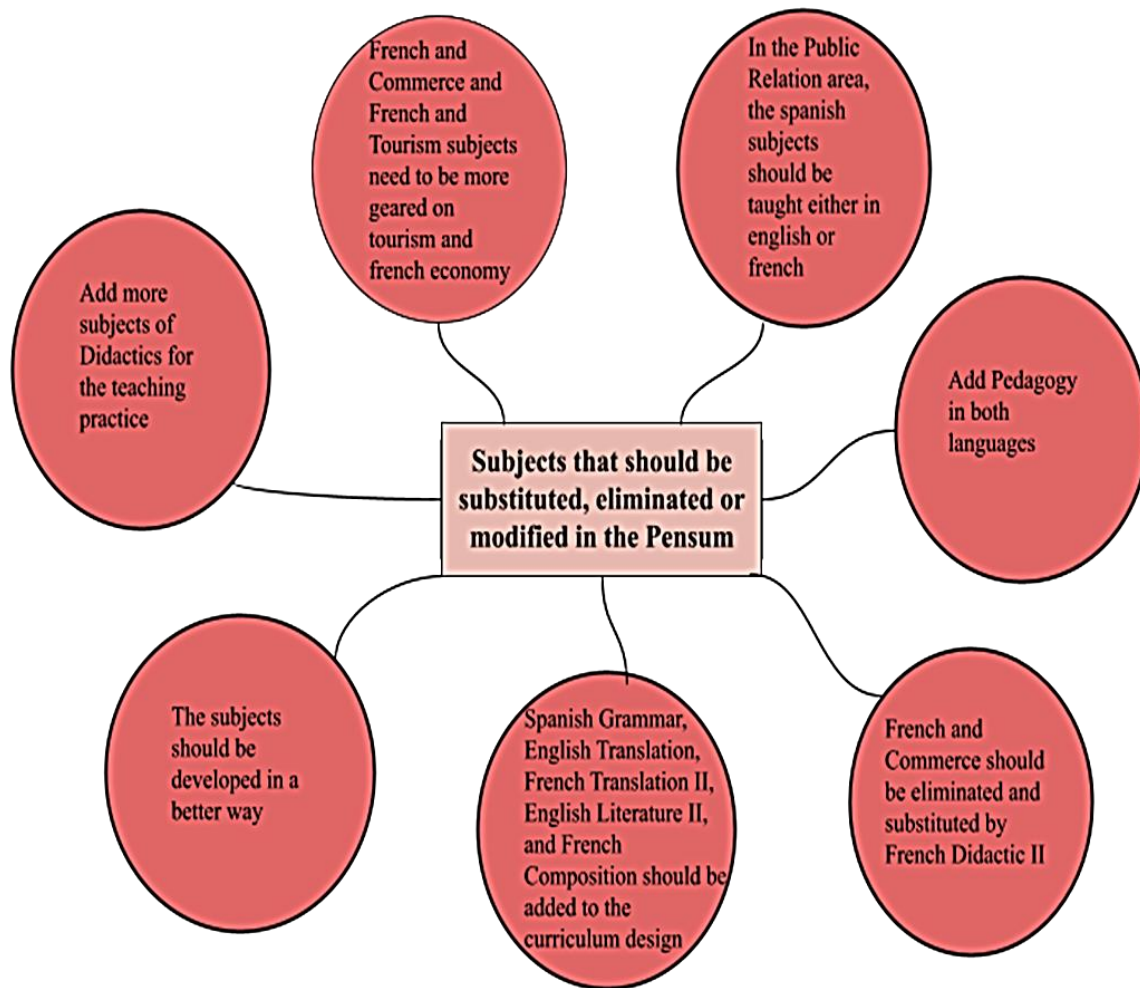 French and
Commerce and
French and
Tourism subjects
need to be more
geared on
tourism and
french economy
In the Public
Relation area,
the spanish
subjects
should be
taught either in
english or
french
Add more
subjects of
Didactics for
the teaching
practice
Add Pedagogy
in both
languages
Subjects that should be
substituted, eliminated or
modified in the Pensum
The subjects
should be
developed in a
better way
Spanish Grammar,
English Translation,
French Translation II,
English Literature II,
and French
Composition should be
added to the
curriculum design
French and
Commerce should
be eliminated and
substituted by
French Didactic II